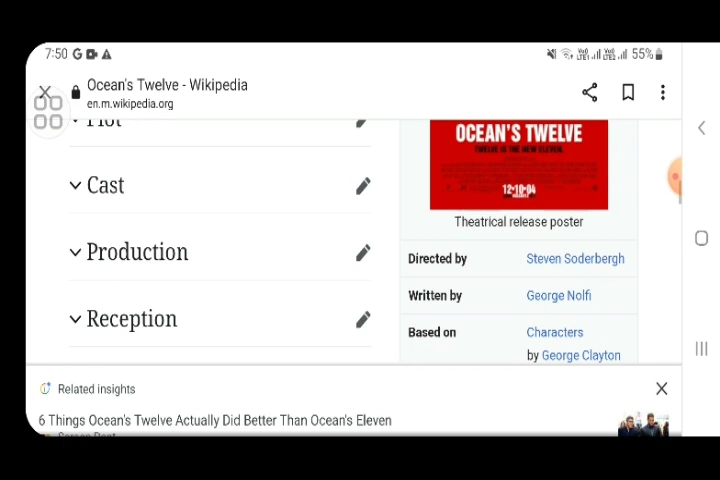 7:50 G
55%
Ocean's Twelve - Wikipedia
en.m.wikipedia.org
Plot
Cast
Production
Reception
OCEAN'S TWELVE
TWELVE IS THE NEW ELEVEN.
12•10•04
Theatrical release poster
Directed by Steven Soderbergh
Written by George Nolfi
Based on Characters
by George Clayton
Related insights
6 Things Ocean's Twelve Actually Did Better Than Ocean's Eleven